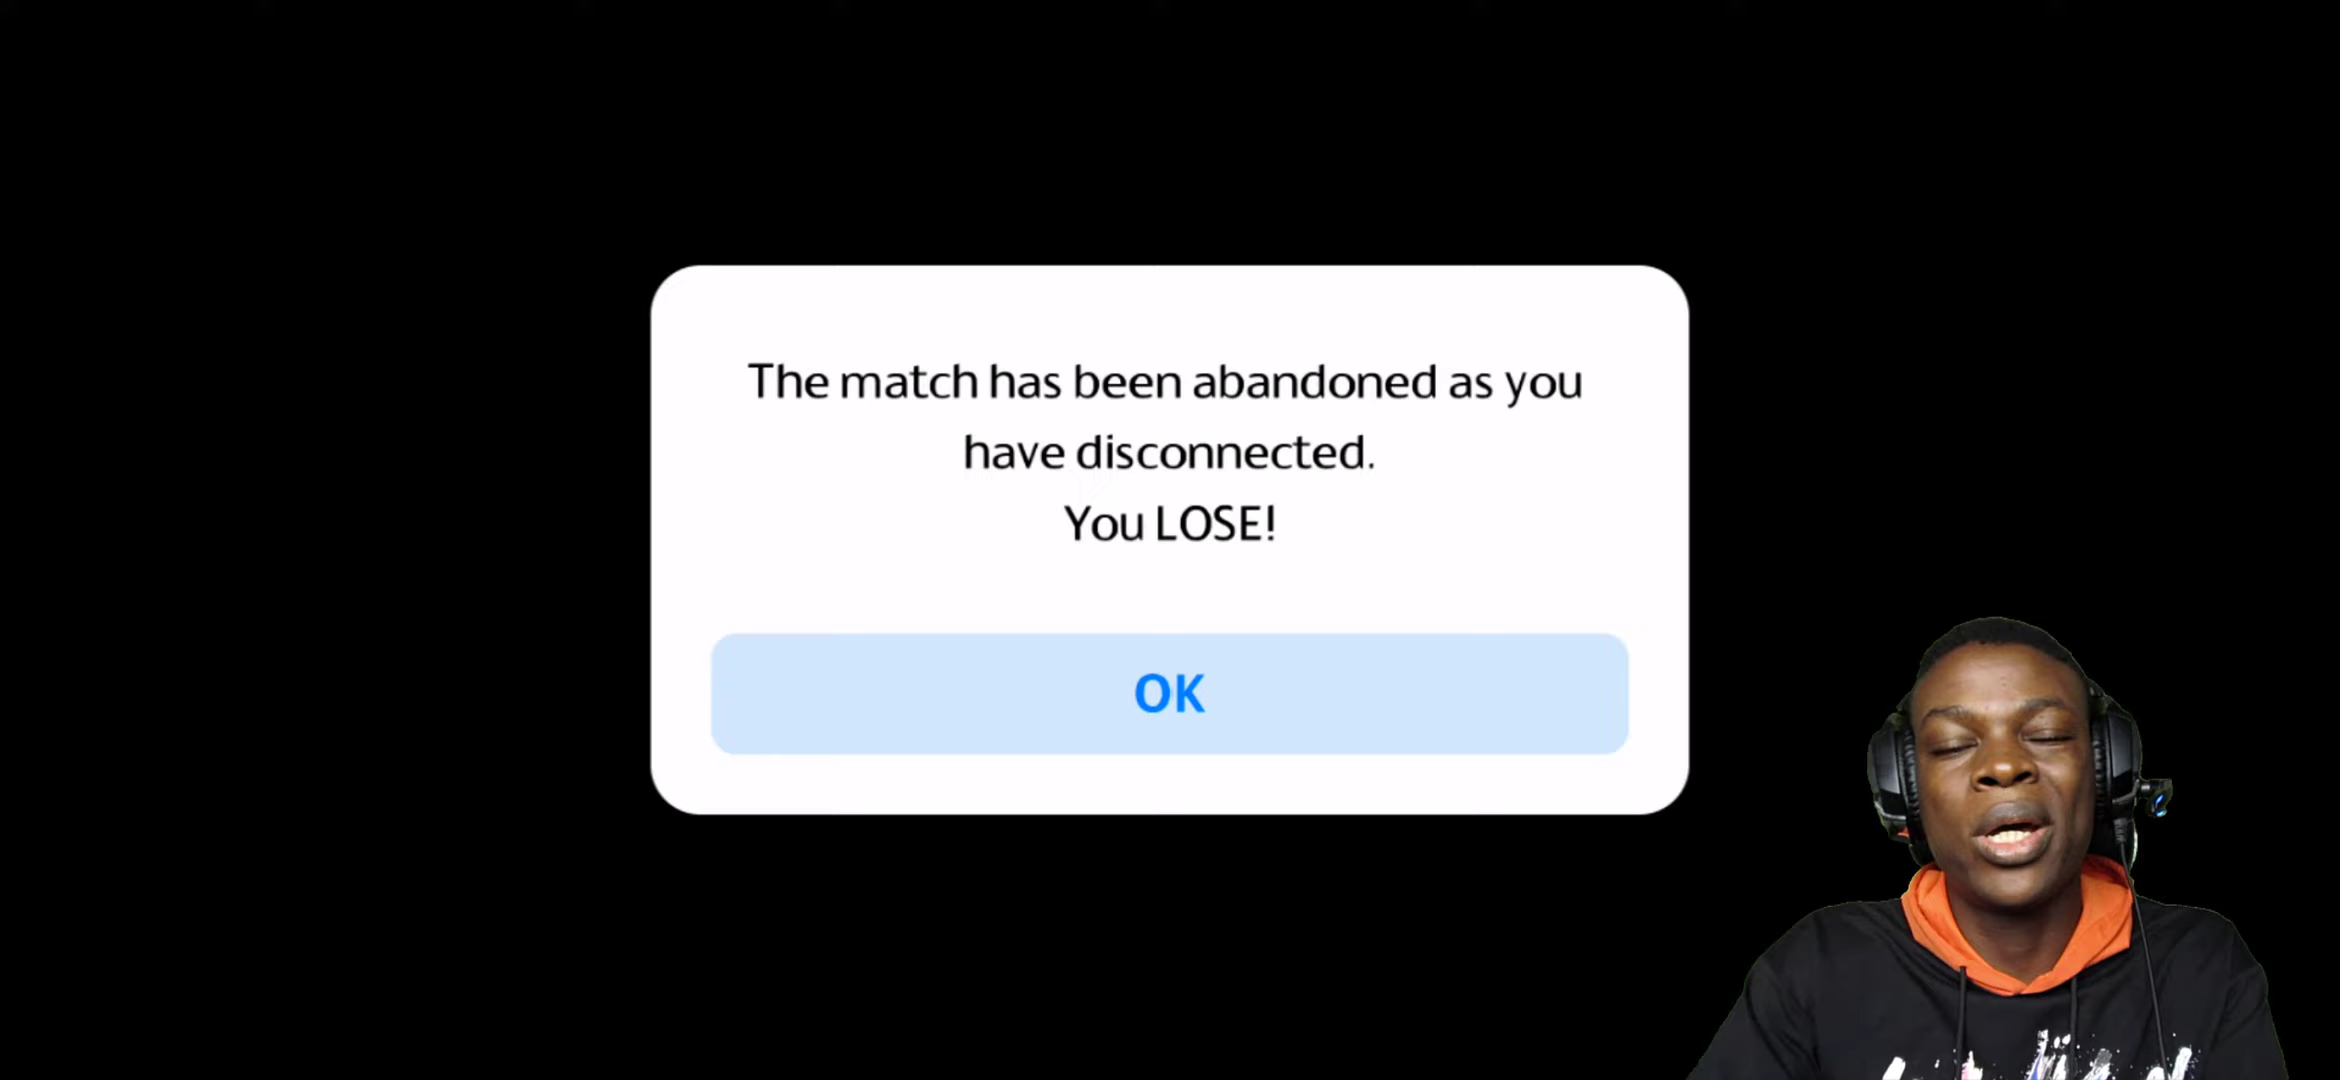 The match has been abandoned as you
have disconnected.
You LOSE!
OK